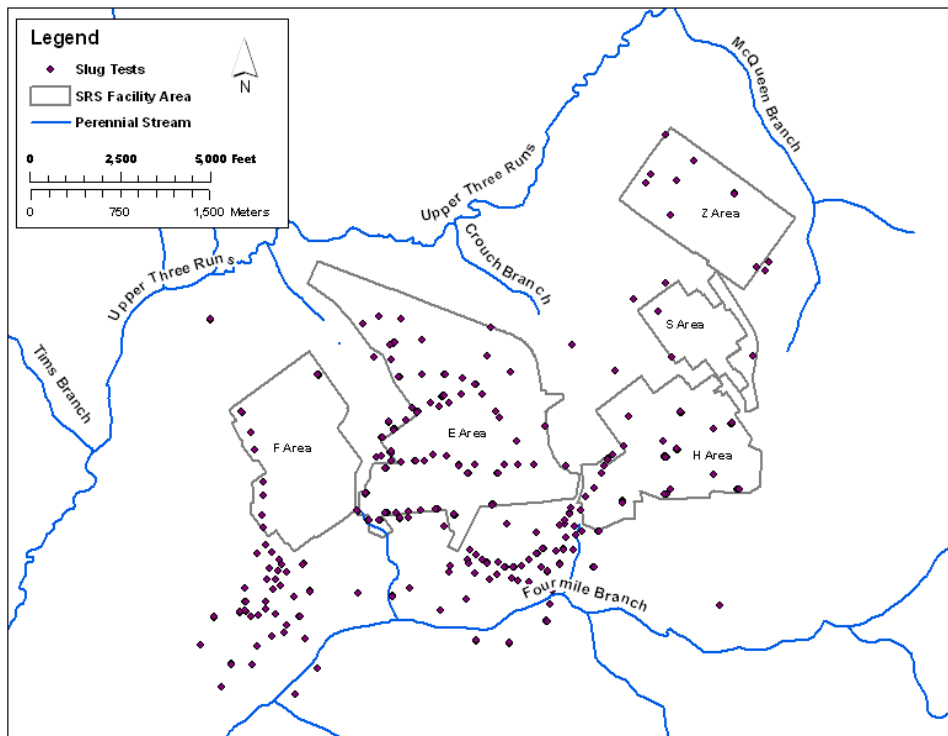 Legend
N
Slug Tests
SRS Facility Area
Perennial Stream
0 2,500 5,000 Feet
0 750 1,500 Meters
McQueen Branch
Upper Three Runs
Z Area
Crouch Branch
Upper Three Runs
S Area
Tims Branch
E Area
F Area
H Area
Fourmile Branch